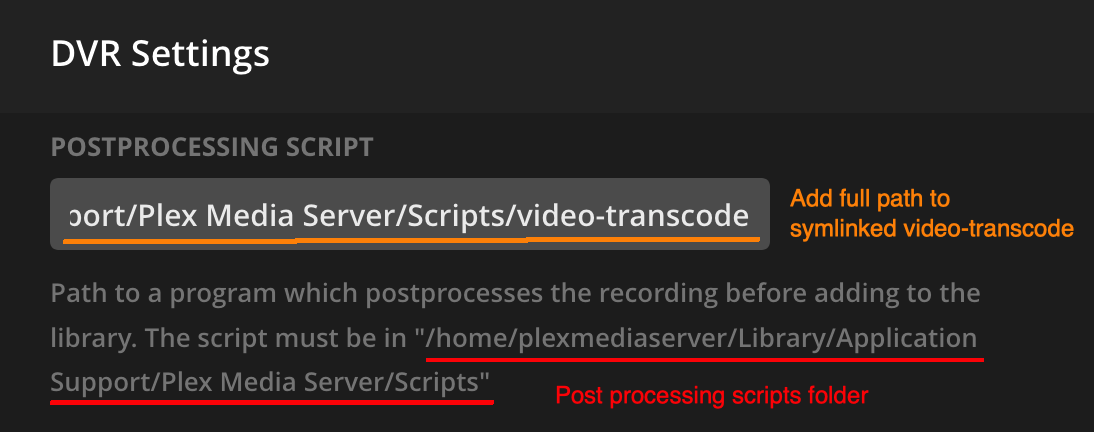 DVR Settings
POSTPROCESSING SCRIPT
port/Plex Media Server/Scripts/video-transcode
Add full path to
symlinked video-transcode
Path to a program which postprocesses the recording before adding to the
library. The script must be in "/home/plexmediaserver/Library/Application
Support/Plex Media Server/Scripts"
Post processing scripts folder